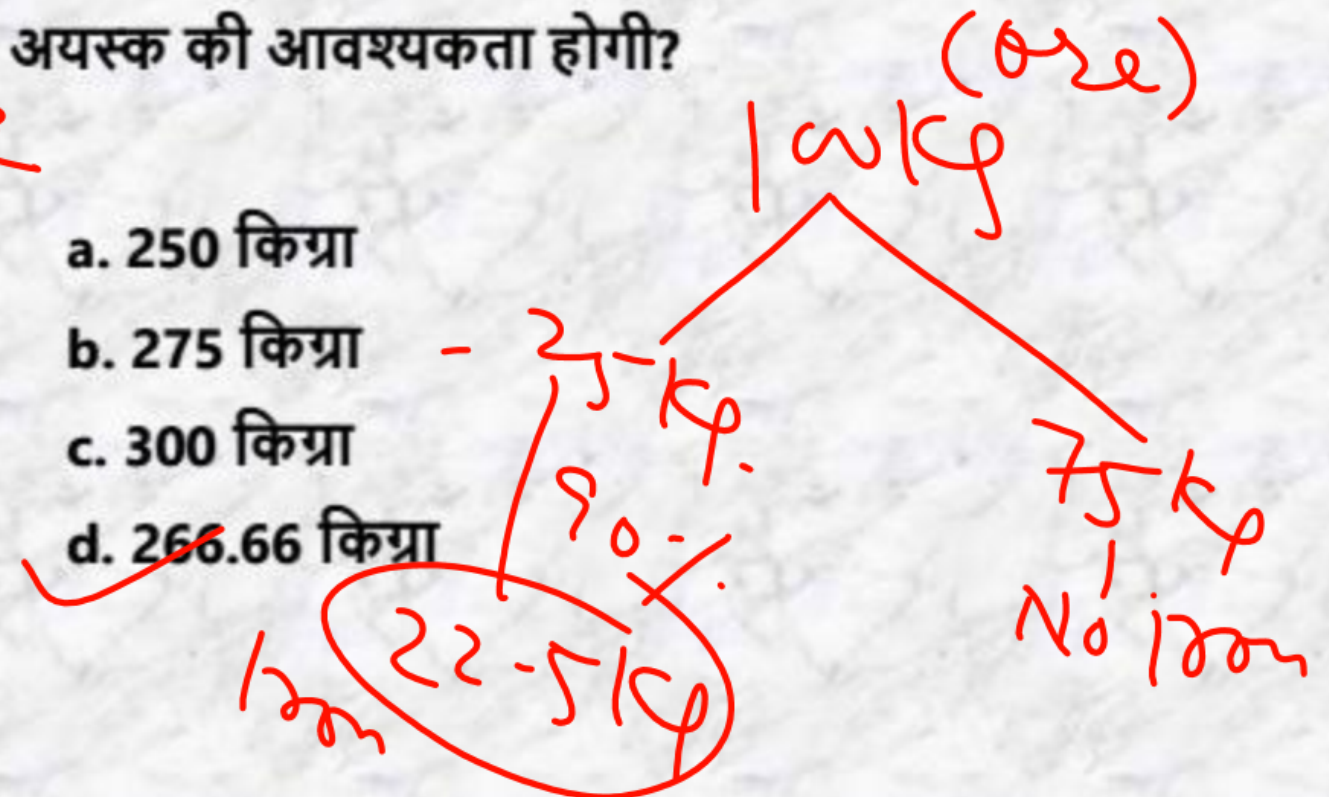 अयस्क की आवश्यकता होगी?
(ore)
100 Kg
a. 250 किग्रा
b. 275 किग्रा
25 Kg
c. 300 किग्रा
75 Kg
90 %
d. 266.66 किग्रा
No iron
Iron 22.5 Kg